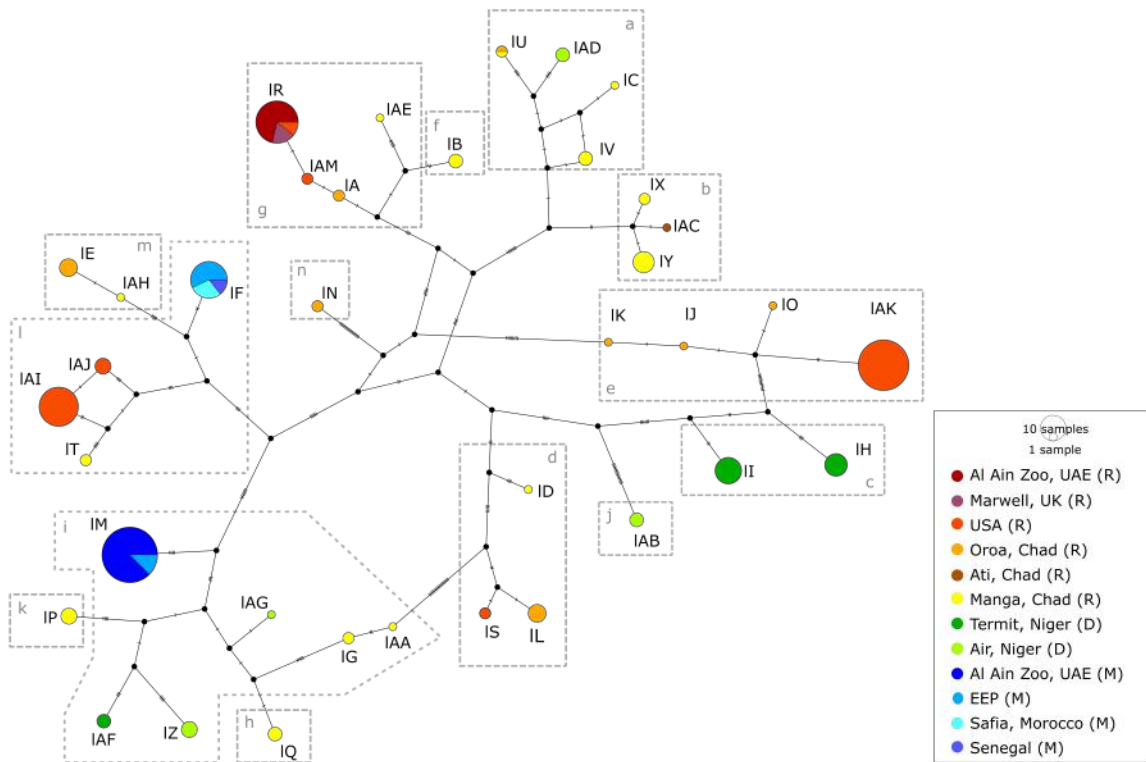 a
IU
IAD
IC
IV
IR
IAE
f
IB
IAM
IA
g
b
IX
IAC
IY
m
IE
IAH
IF
n
IN
IK
IJ
IO
IAK
e
l
IAJ
IAI
IT
d
ID
II
IH
c
j
IAB
i
IM
IAG
k
IP
IG
IAA
IS
IL
IAF
IZ
h
IQ
10 samples
1 sample
Al Ain Zoo, UAE (R)
Marwell, UK (R)
USA (R)
Oroa, Chad (R)
Ati, Chad (R)
Manga, Chad (R)
Termit, Niger (D)
Air, Niger (D)
Al Ain Zoo, UAE (M)
EEP (M)
Safia, Morocco (M)
Senegal (M)